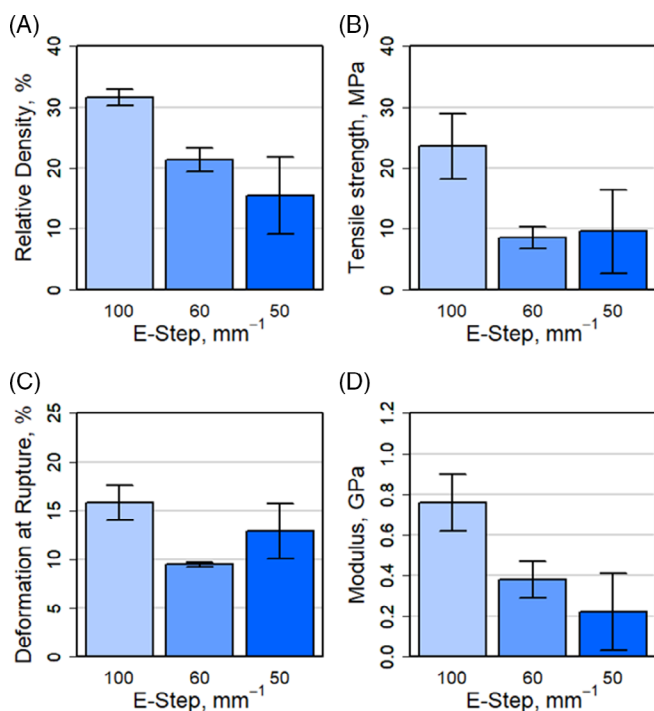 (A)
Relative Density, %
40
30
20
10
0
100 60 50
E-Step, mm⁻¹
(B)
Tensile strength, MPa
40
30
20
10
0
100 60 50
E-Step, mm⁻¹
(C)
Deformation at Rupture, %
25
20
15
10
5
0
100 60 50
E-Step, mm⁻¹
(D)
Modulus, GPa
1.2
1.0
0.8
0.6
0.4
0.2
0.0
100 60 50
E-Step, mm⁻¹